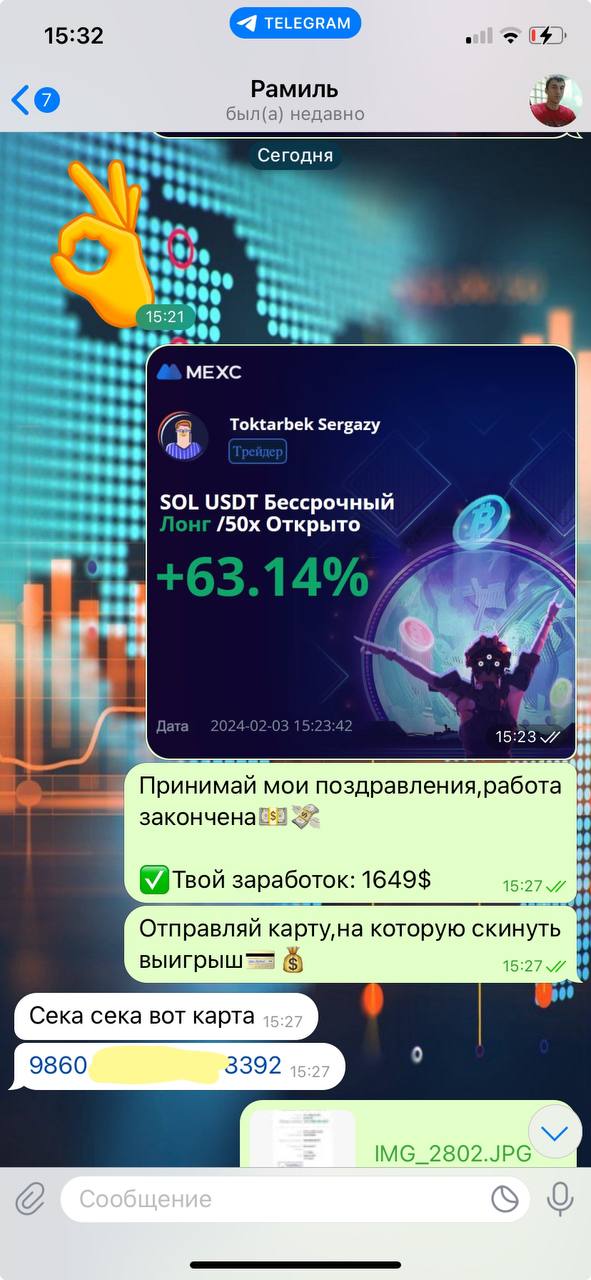 15:32
TELEGRAM
7
Рамиль
был(а) недавно
Сегодня
15:21
MEXC
Toktarbek Sergazy
Трейдер
SOL USDT Бессрочный
Лонг /50x Открыто
+63.14%
Дата 2024-02-03 15:23:42
15:23
Принимай мои поздравления,работа
закончена💵💸
✅Твой заработок: 1649$
15:27
Отправляй карту,на которую скинуть
выигрыш💳💰
15:27
Сека сека вот карта 15:27
9860 3392 15:27
IMG_2802.JPG
Сообщение